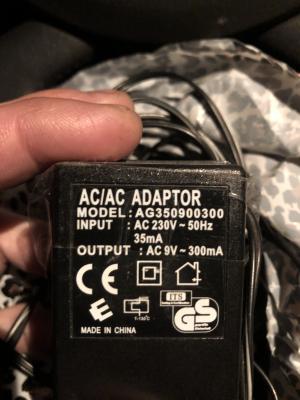 AC/AC ADAPTOR
MODEL : AG350900300
INPUT : AC 230V ~ 50Hz
35mA
OUTPUT : AC 9V ~ 300mA
CE
ITS
GS
MADE IN CHINA